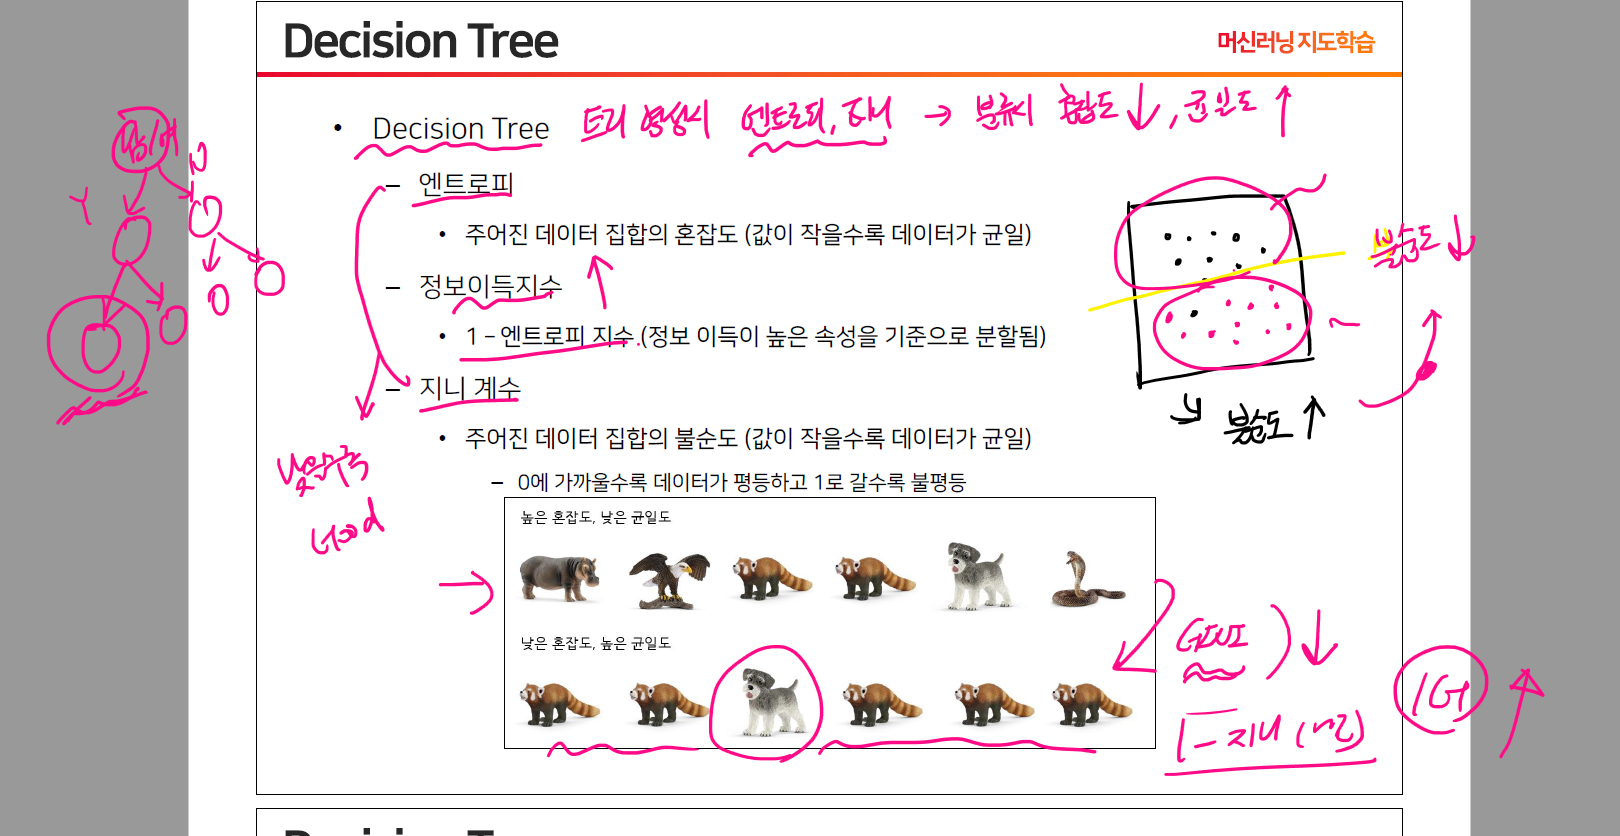 Decision Tree
머신러닝 지도학습
• Decision Tree
트리 형성시 엔트로피, 지니 → 분류시 혼잡도 ↓, 균일도 ↑
N
Y
– 엔트로피
• 주어진 데이터 집합의 혼잡도 (값이 작을수록 데이터가 균일)
불순도 ↓
– 정보이득지수
• 1 – 엔트로피 지수 (정보 이득이 높은 속성을 기준으로 분할됨)
– 지니 계수
불순도 ↑
• 주어진 데이터 집합의 불순도 (값이 작을수록 데이터가 균일)
낮을수록
Good
– 0에 가까울수록 데이터가 평등하고 1로 갈수록 불평등
높은 혼잡도, 낮은 균일도
낮은 혼잡도, 높은 균일도
GINI ) ↓
IG ↑
1 – 지니 (엔트)
Decision Tree